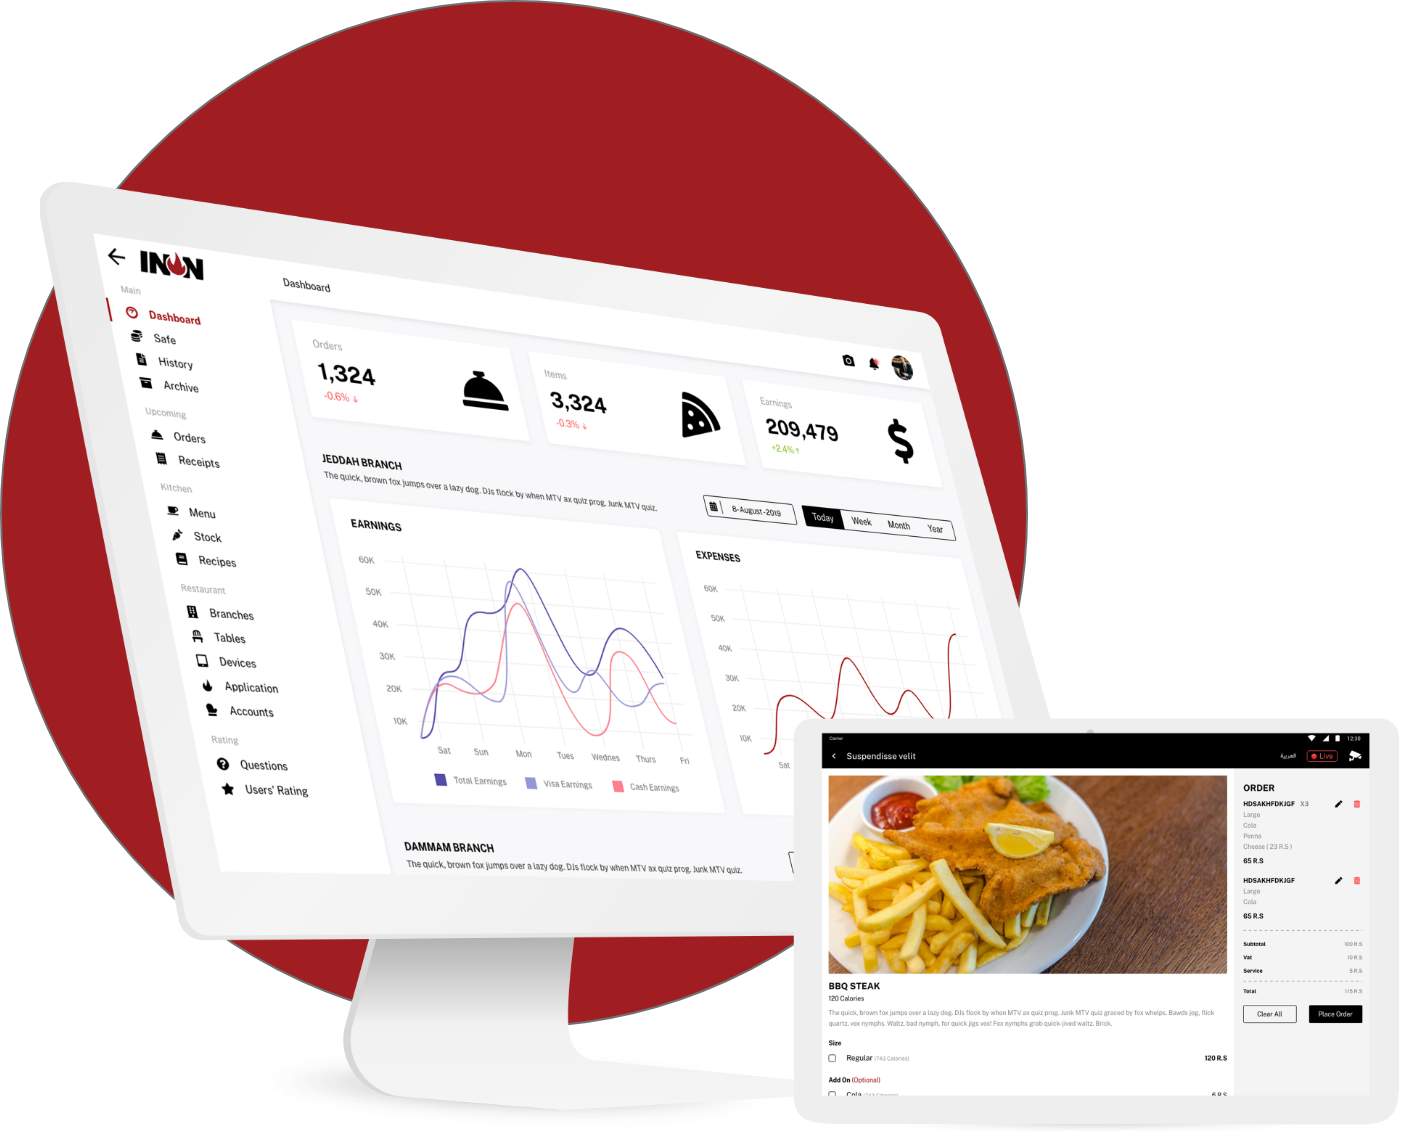 INON
Main
Dashboard
Safe
History
Archive
Upcoming
Orders
Receipts
Kitchen
Menu
Stock
Recipes
Restaurant
Branches
Tables
Devices
Application
Accounts
Rating
Questions
Users' Rating
Dashboard
Orders
1,324
-0.6% ↓
Items
3,324
-0.3% ↓
Earnings
209,479
+2.4% ↑
JEDDAH BRANCH
The quick, brown fox jumps over a lazy dog. DJs flock by when MTV ax quiz prog. Junk MTV quiz.
8-August-2019
Today Week Month Year
EARNINGS
60K
50K
40K
30K
20K
10K
Sat Sun Mon Tues Wednes Thurs Fri
Total Earnings Visa Earnings Cash Earnings
EXPENSES
60K
50K
40K
30K
20K
10K
Sat
DAMMAM BRANCH
The quick, brown fox jumps over a lazy dog. DJs flock by when MTV ax quiz prog. Junk MTV quiz.
Carrier 12:30
Suspendisse velit العربية Live
BBQ STEAK
120 Calories
The quick, brown fox jumps over a lazy dog. DJs flock by when MTV ax quiz prog. Junk MTV quiz graced by fox whelps. Bawds jog, flick
quartz, vex nymphs. Waltz, bad nymph, for quick jigs vex! Fox nymphs grab quick-jived waltz. Brick.
Size
Regular (743 Calories) 120 R.S
Add On (Optional)
Cola (743 Calories) 6 R.S
ORDER
HDSAKHFDKJGF X3
Large
Cola
Penne
Cheese ( 23 R.S )
65 R.S
HDSAKHFDKJGF
Large
Cola
65 R.S
Subtotal 100 R.S
Vat 10 R.S
Service 5 R.S
Total 115 R.S
Clear All Place Order